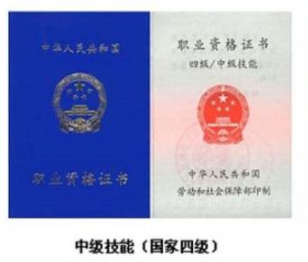 中华人民共和国
职业资格证书
职业资格证书
四级/中级技能
中华人民共和国
劳动和社会保障部印制
中级技能（国家四级）